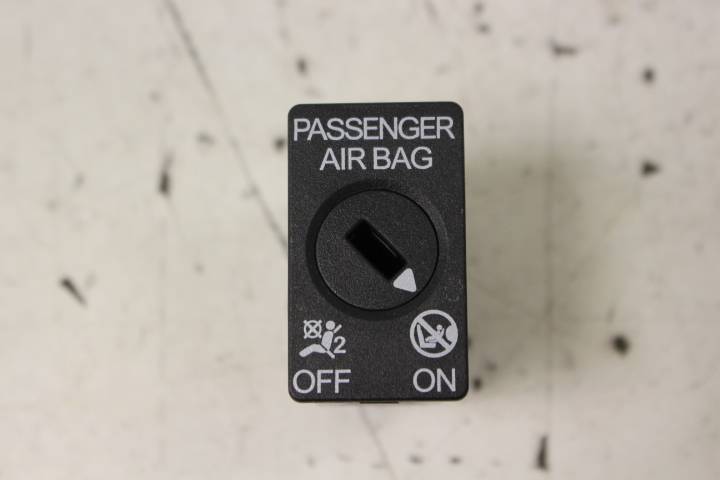 PASSENGER
AIR BAG
2
OFF ON